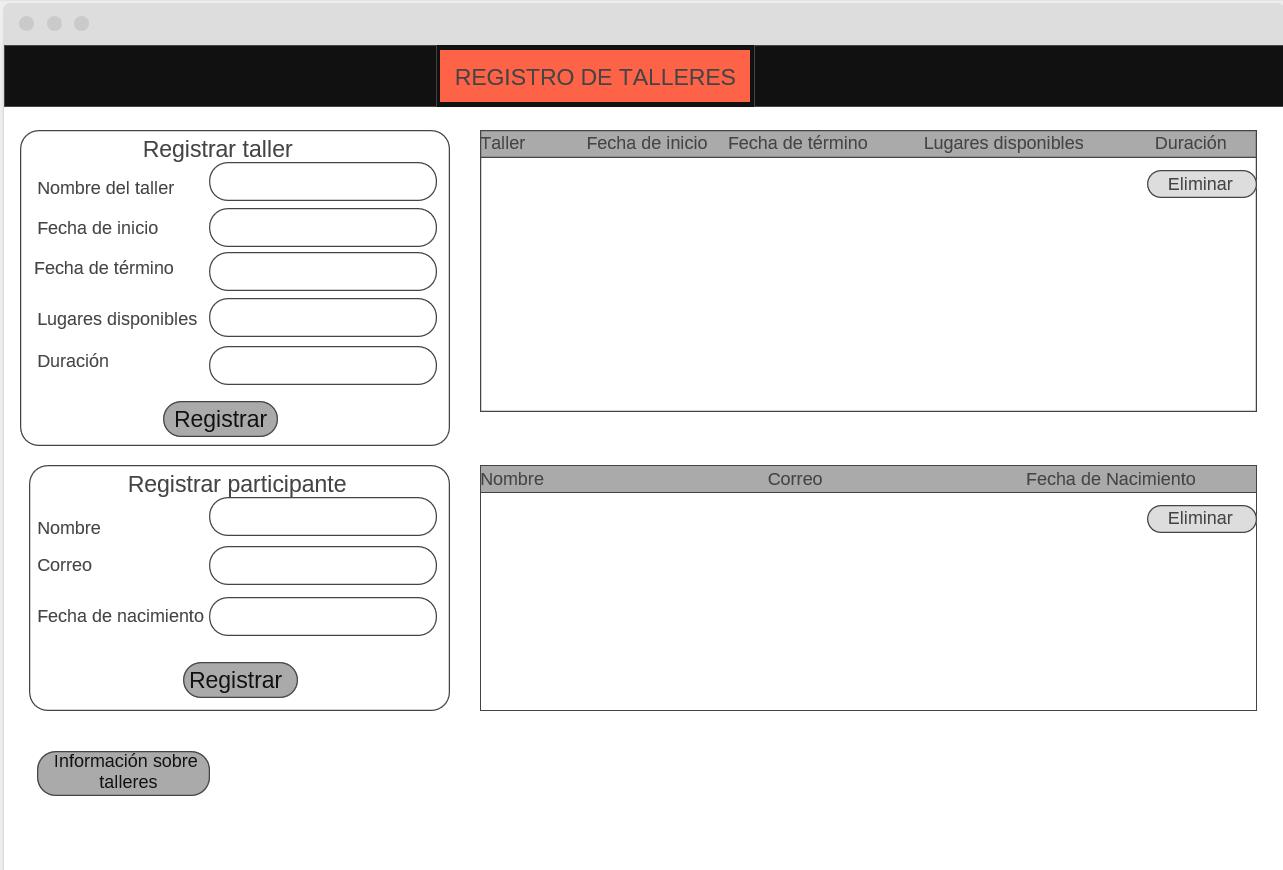 REGISTRO DE TALLERES
Registrar taller
Nombre del taller
Fecha de inicio
Fecha de término
Lugares disponibles
Duración
Registrar
Taller Fecha de inicio Fecha de término Lugares disponibles Duración
Eliminar
Registrar participante
Nombre
Correo
Fecha de nacimiento
Registrar
Nombre Correo Fecha de Nacimiento
Eliminar
Información sobre
talleres